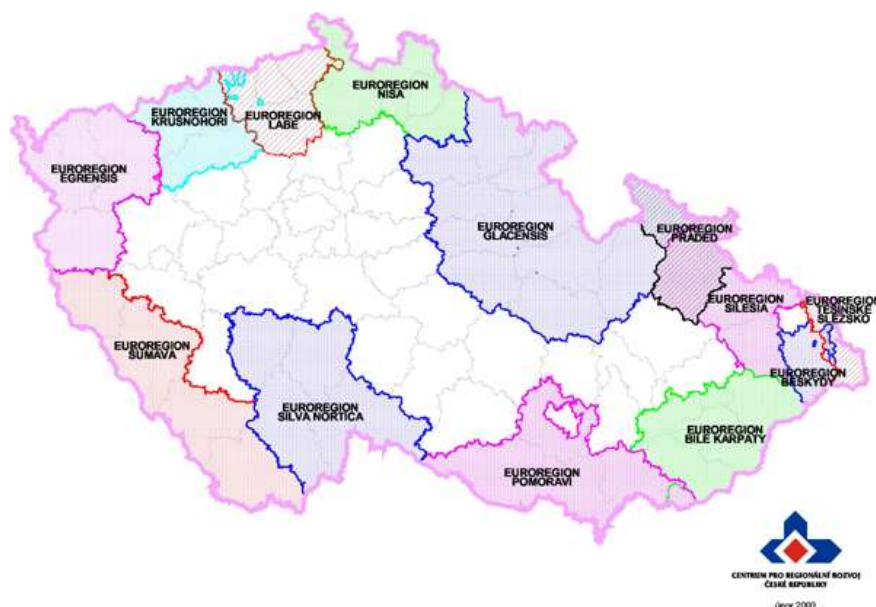 EUROREGION
NISA
EUROREGION
KRUSNOHORI
EUROREGION
LABE
EUROREGION
EGRENSIS
EUROREGION
GLACENSIS
EUROREGION
PRADED
EUROREGION
SILESIA
EUROREGION
TESINSKE
SLEZSKO
EUROREGION
SUMAVA
EUROREGION
BESKYDY
EUROREGION
SILVA NORTICA
EUROREGION
BILE KARPATY
EUROREGION
POMORAVI
CENTRUM PRO REGIONÁLNÍ ROZVOJ
ČESKÉ REPUBLIKY